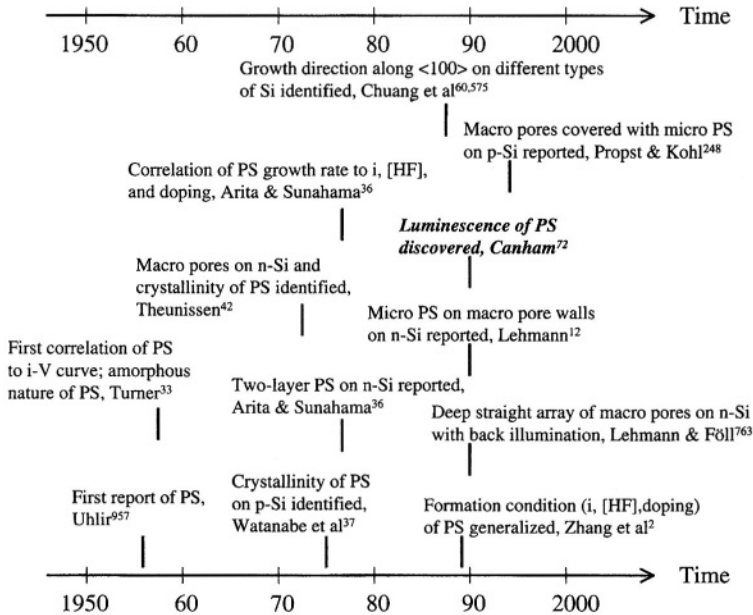 Time
1950 60 70 80 90 2000
Growth direction along <100> on different types
of Si identified, Chuang et al60,575
Macro pores covered with micro PS
on p-Si reported, Propst & Kohl248
Correlation of PS growth rate to i, [HF],
and doping, Arita & Sunahama36
Luminescence of PS
discovered, Canham72
Macro pores on n-Si and
crystallinity of PS identified,
Theunissen42
Micro PS on macro pore walls
on n-Si reported, Lehmann12
First correlation of PS
to i-V curve; amorphous
nature of PS, Turner33
Two-layer PS on n-Si reported,
Arita & Sunahama36
Deep straight array of macro pores on n-Si
with back illumination, Lehmann & Föll763
Crystallinity of PS
on p-Si identified,
Watanabe et al37
First report of PS,
Uhlir957
Formation condition (i, [HF],doping)
of PS generalized, Zhang et al2
Time
1950 60 70 80 90 2000